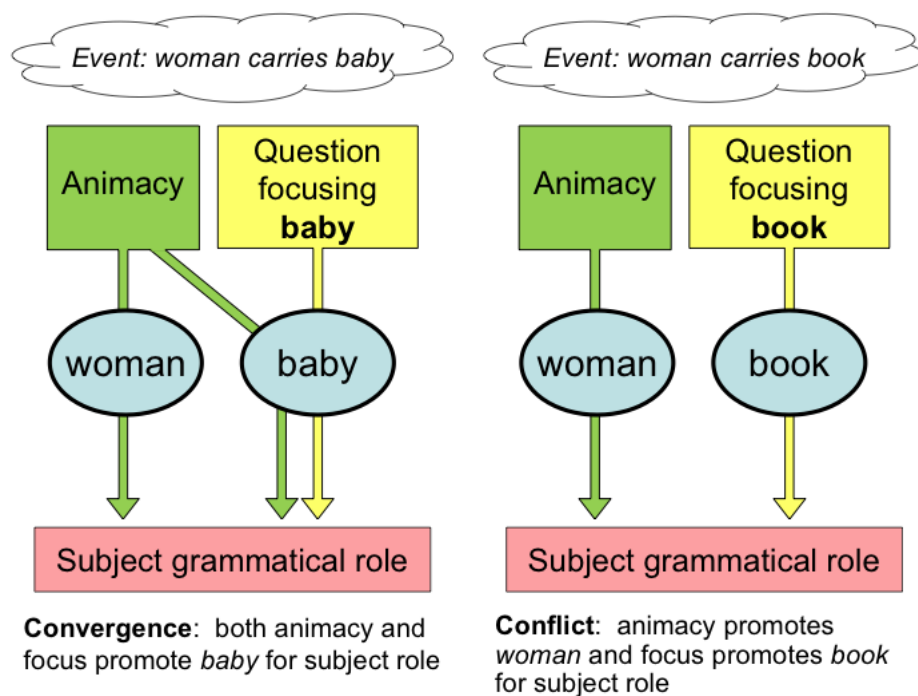 Event: woman carries baby
Animacy
Question
focusing
baby
woman
baby
Subject grammatical role
Convergence: both animacy and
focus promote baby for subject role
Event: woman carries book
Animacy
Question
focusing
book
woman
book
Subject grammatical role
Conflict: animacy promotes
woman and focus promotes book
for subject role